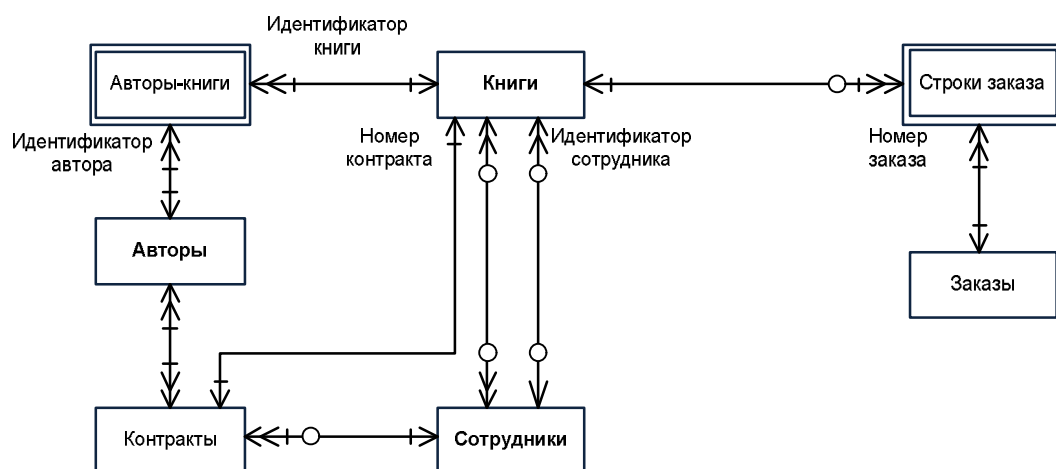 Идентификатор
книги
Авторы-книги
Книги
Строки заказа
Идентификатор
автора
Номер
контракта
Идентификатор
сотрудника
Номер
заказа
Авторы
Заказы
Контракты
Сотрудники